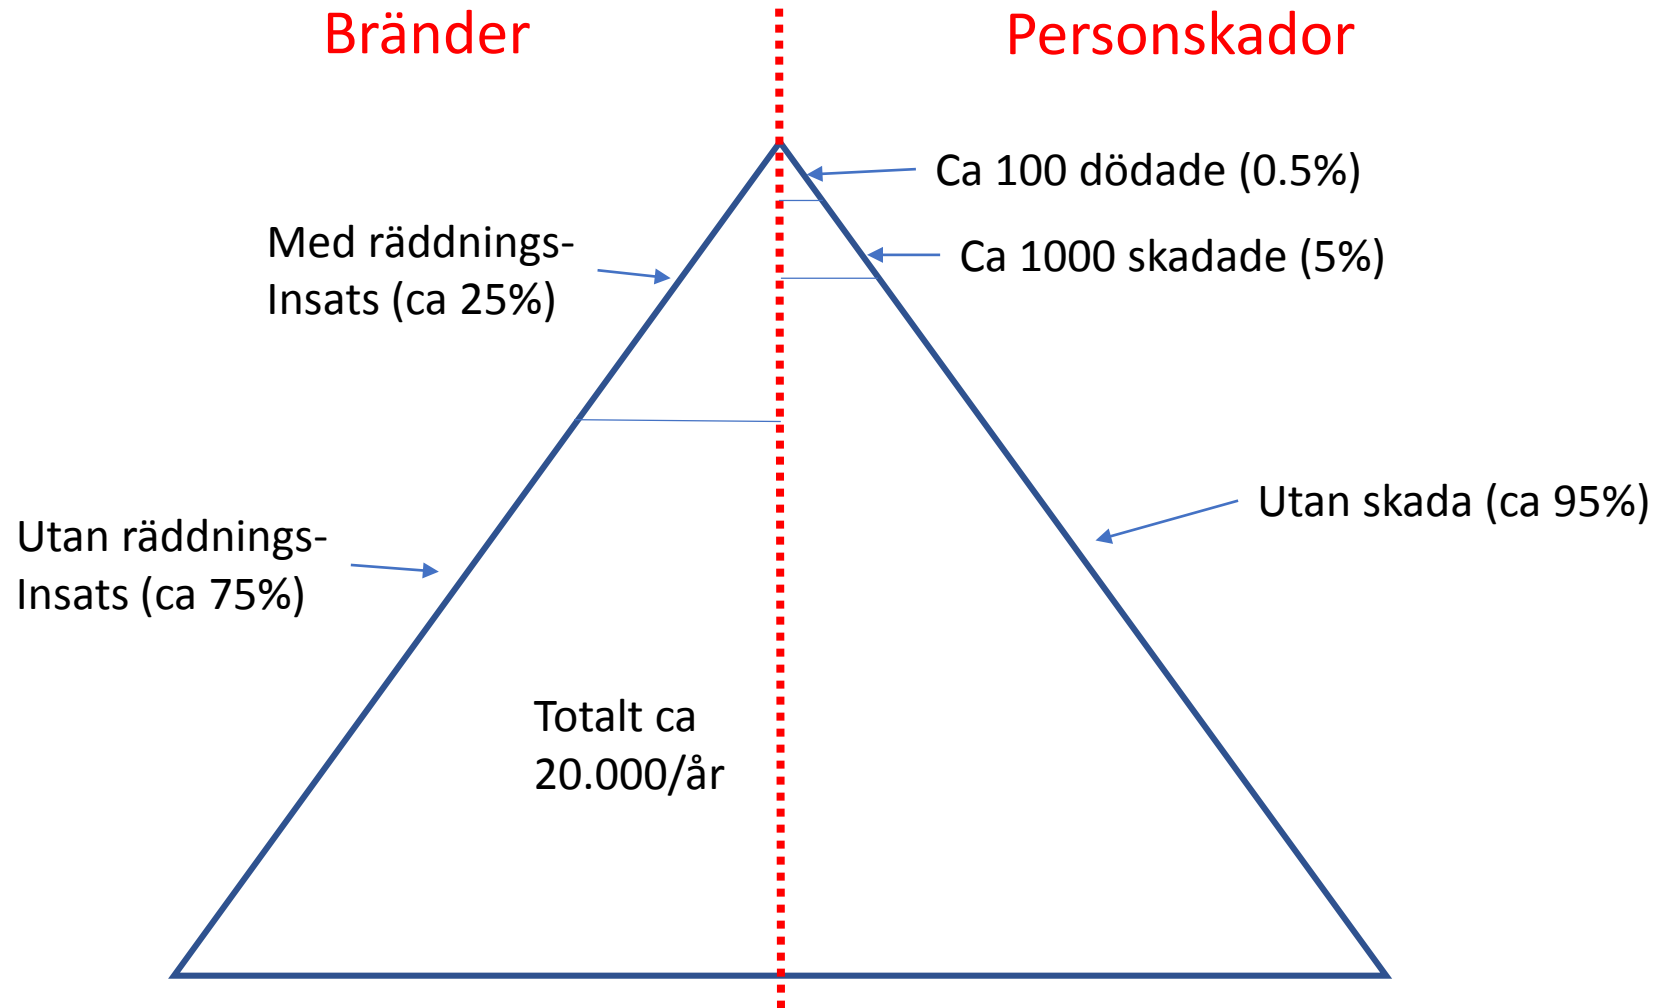 Bränder
Personskador
Ca 100 dödade (0.5%)
Med räddnings-
Insats (ca 25%)
Ca 1000 skadade (5%)
Utan skada (ca 95%)
Utan räddnings-
Insats (ca 75%)
Totalt ca
20.000/år